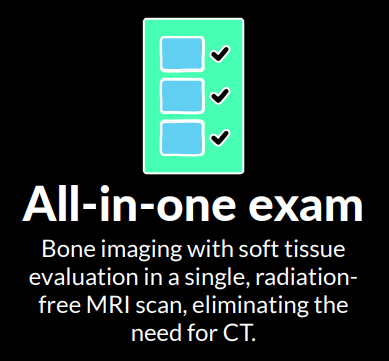 All-in-one exam
Bone imaging with soft tissue
evaluation in a single, radiation-
free MRI scan, eliminating the
need for CT.